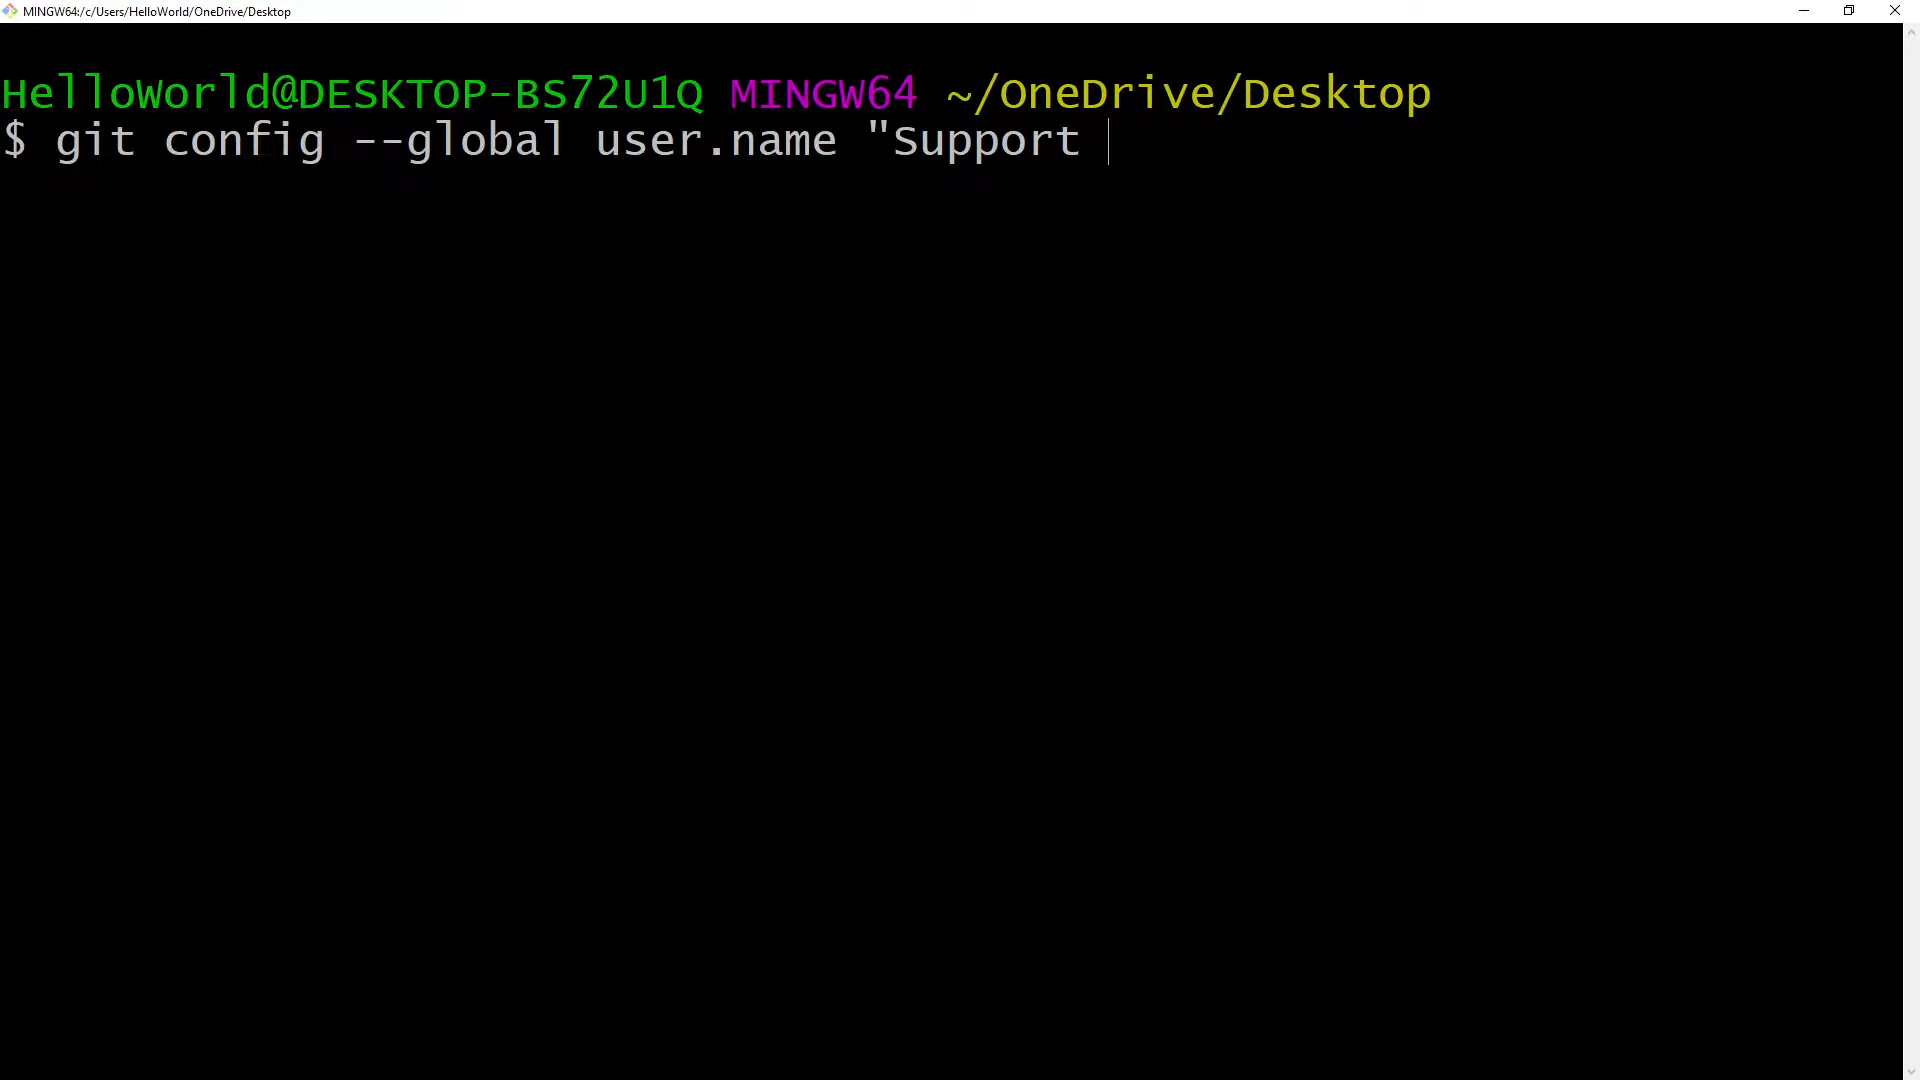 MINGW64:/c/Users/HelloWorld/OneDrive/Desktop
HelloWorld@DESKTOP-BS72U1Q MINGW64 ~/OneDrive/Desktop
$ git config --global user.name "Support